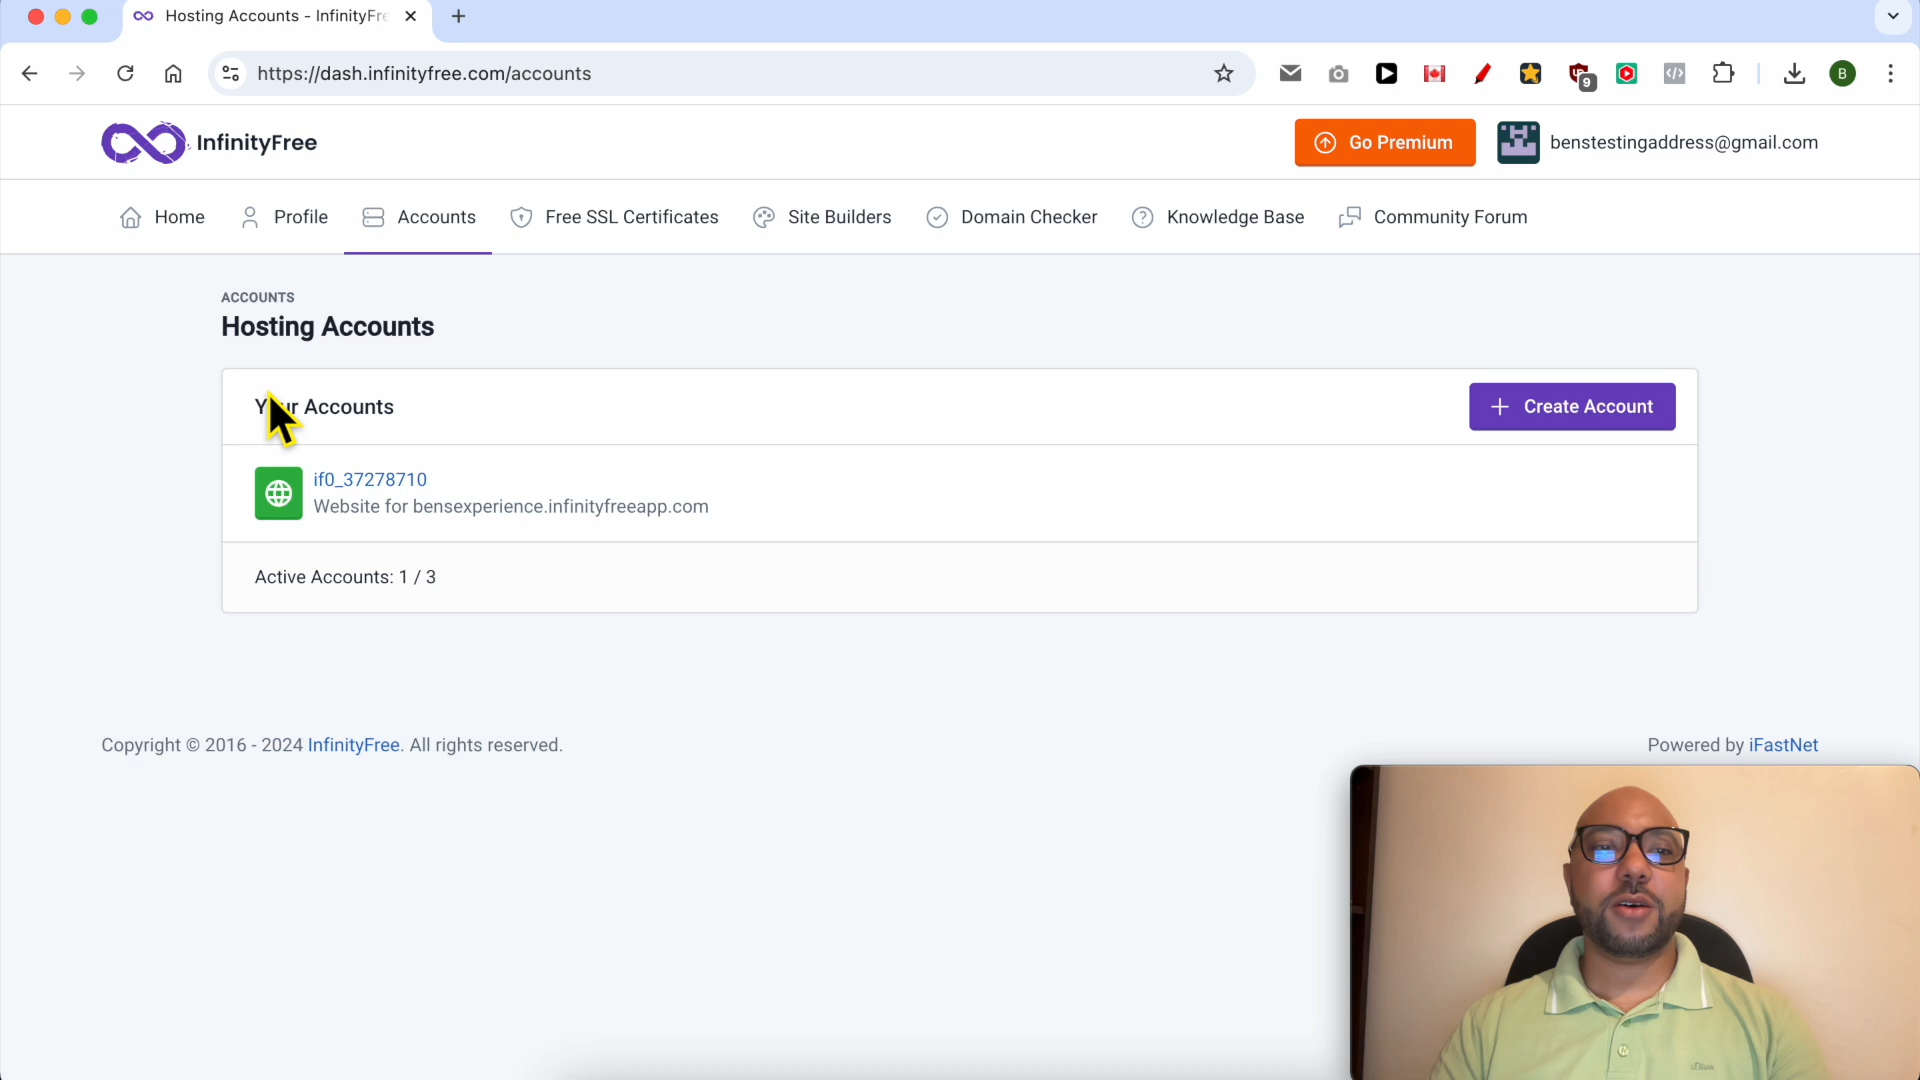 Hosting Accounts - InfinityFre
https://dash.infinityfree.com/accounts
9
B
InfinityFree
Go Premium
benstestingaddress@gmail.com
Home
Profile
Accounts
Free SSL Certificates
Site Builders
Domain Checker
Knowledge Base
Community Forum
ACCOUNTS
Hosting Accounts
Your Accounts
Create Account
if0_37278710
Website for bensexperience.infinityfreeapp.com
Active Accounts: 1 / 3
Copyright © 2016 - 2024 InfinityFree. All rights reserved.
Powered by iFastNet